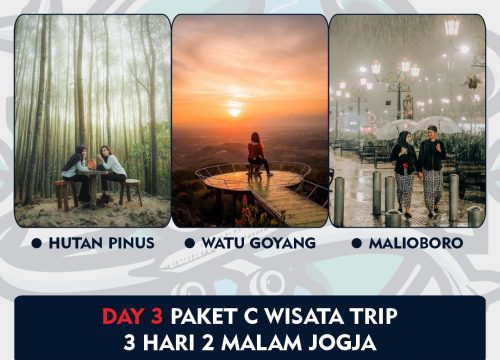 HUTAN PINUS
WATU GOYANG
MALIOBORO
DAY 3 PAKET C WISATA TRIP
3 HARI 2 MALAM JOGJA